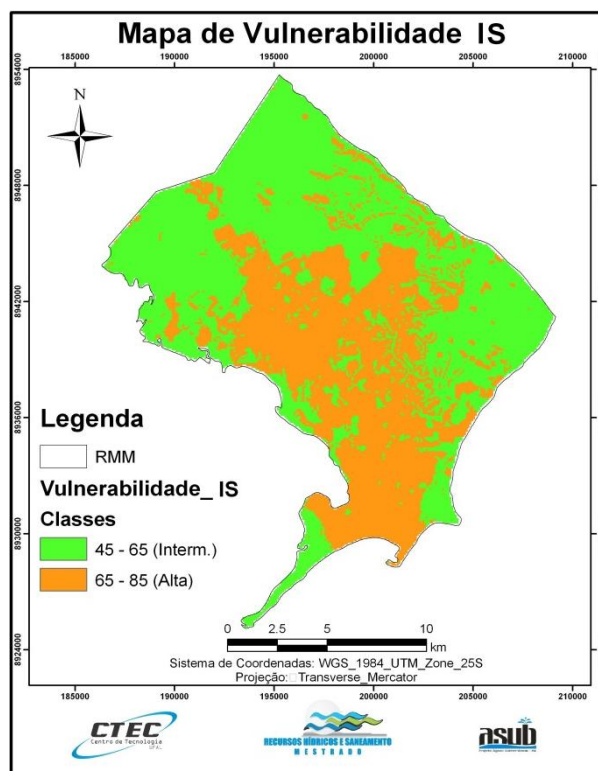 Mapa de Vulnerabilidade IS
185000 190000 195000 200000 205000 210000
8954000
8948000
8942000
8936000
8930000
8924000
N
Legenda
RMM
Vulnerabilidade_ IS
Classes
45 - 65 (Interm.)
65 - 85 (Alta)
0 2.5 5 10
km
Sistema de Coordenadas: WGS_1984_UTM_Zone_25S
Projeção: Transverse_Mercator
185000 190000 195000 200000 205000 210000
CTEC
Centro de Tecnologia
RECURSOS HÍDRICOS E SANEAMENTO
MESTRADO
asub